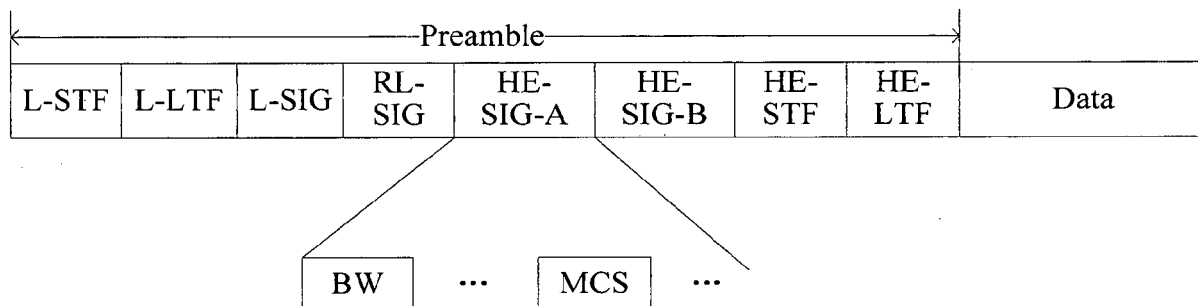 Preamble
L-STF L-LTF L-SIG RL-SIG HE-SIG-A HE-SIG-B HE-STF HE-LTF Data
BW ... MCS ...